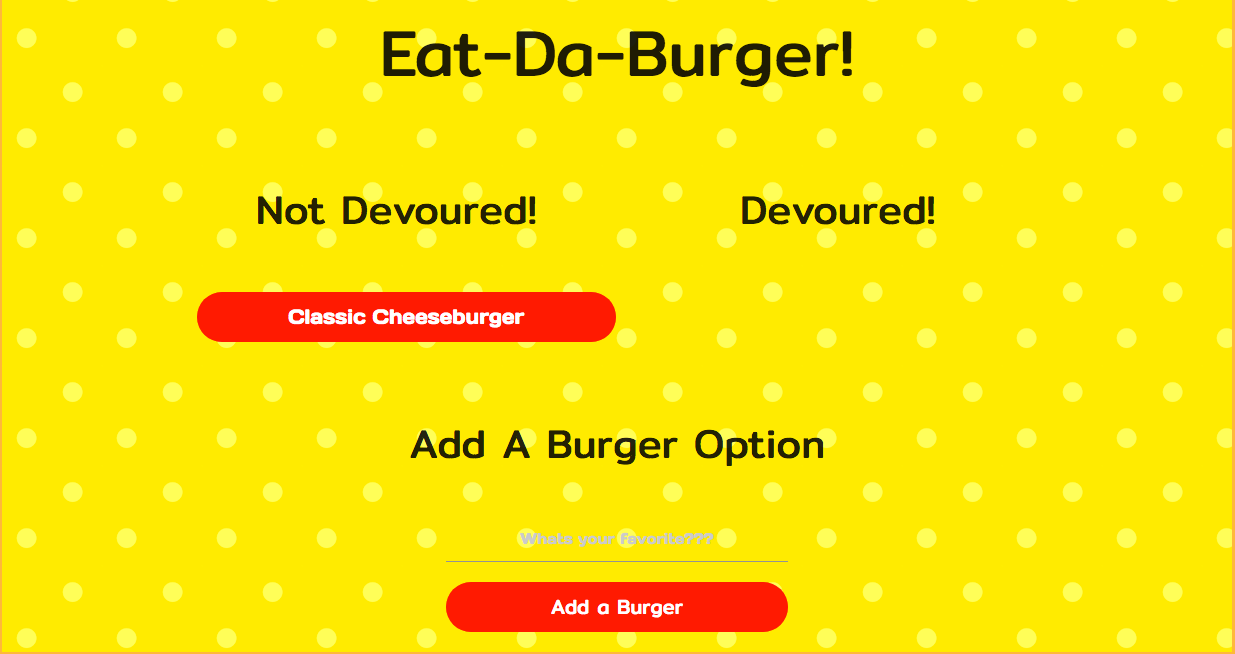 Eat-Da-Burger!
Not Devoured!
Devoured!
Classic Cheeseburger
Add A Burger Option
Whats your favorite???
Add a Burger